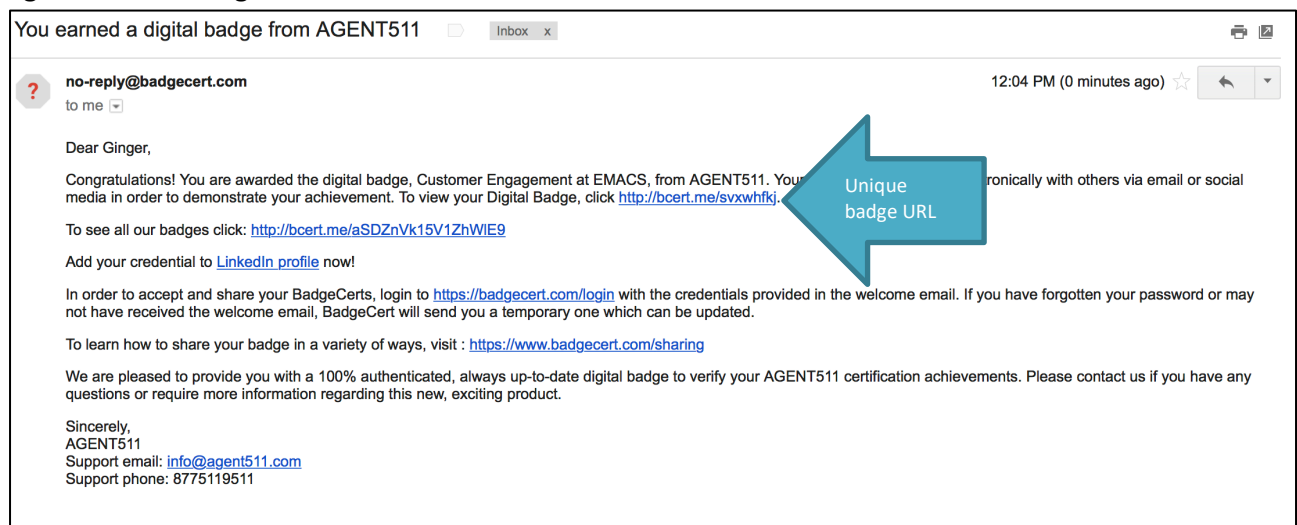 You earned a digital badge from AGENT511
Inbox x
no-reply@badgecert.com
12:04 PM (0 minutes ago)
to me
Dear Ginger,
Congratulations! You are awarded the digital badge, Customer Engagement at EMACS, from AGENT511. Your ronically with others via email or social
media in order to demonstrate your achievement. To view your Digital Badge, click http://bcert.me/svxwhfkj.
Unique
badge URL
To see all our badges click: http://bcert.me/aSDZnVk15V1ZhWlE9
Add your credential to LinkedIn profile now!
In order to accept and share your BadgeCerts, login to https://badgecert.com/login with the credentials provided in the welcome email. If you have forgotten your password or may
not have received the welcome email, BadgeCert will send you a temporary one which can be updated.
To learn how to share your badge in a variety of ways, visit : https://www.badgecert.com/sharing
We are pleased to provide you with a 100% authenticated, always up-to-date digital badge to verify your AGENT511 certification achievements. Please contact us if you have any
questions or require more information regarding this new, exciting product.
Sincerely,
AGENT511
Support email: info@agent511.com
Support phone: 8775119511